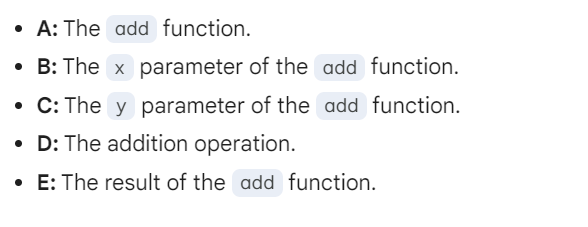 A: The add function.
B: The x parameter of the add function.
C: The y parameter of the add function.
D: The addition operation.
E: The result of the add function.